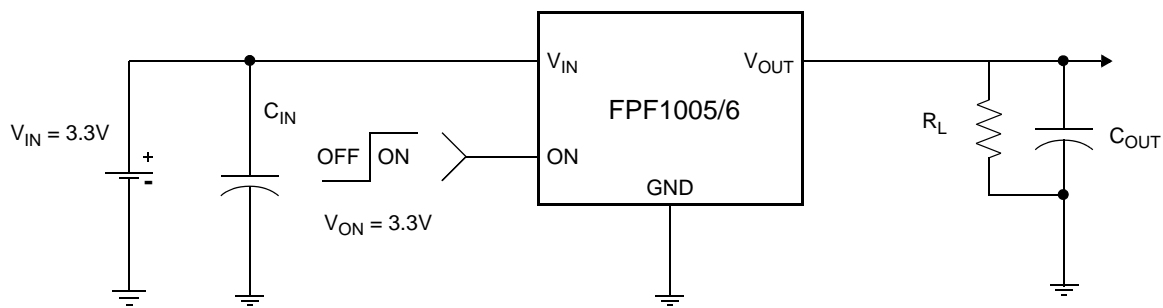 V_IN
V_OUT
FPF1005/6
C_IN
V_IN = 3.3V
R_L
C_OUT
+
-
OFF
ON
ON
GND
V_ON = 3.3V